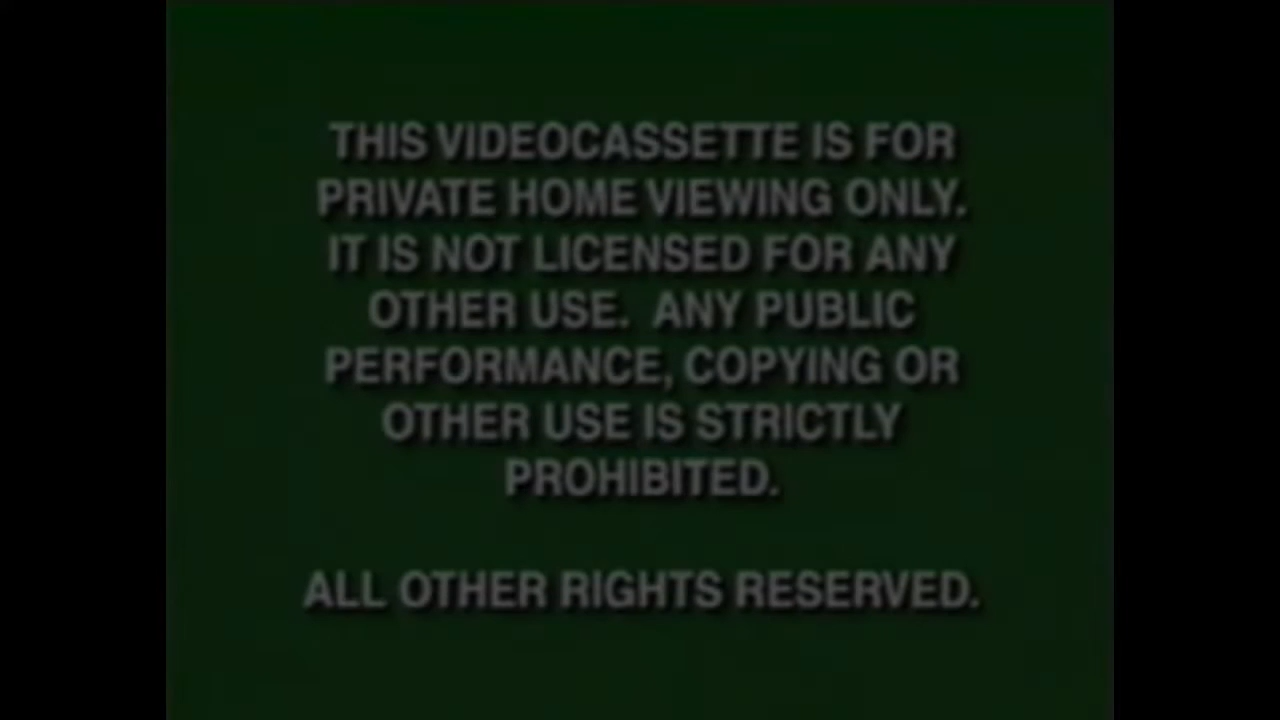 THIS VIDEOCASSETTE IS FOR
PRIVATE HOME VIEWING ONLY.
IT IS NOT LICENSED FOR ANY
OTHER USE.  ANY PUBLIC
PERFORMANCE, COPYING OR
OTHER USE IS STRICTLY
PROHIBITED.
ALL OTHER RIGHTS RESERVED.